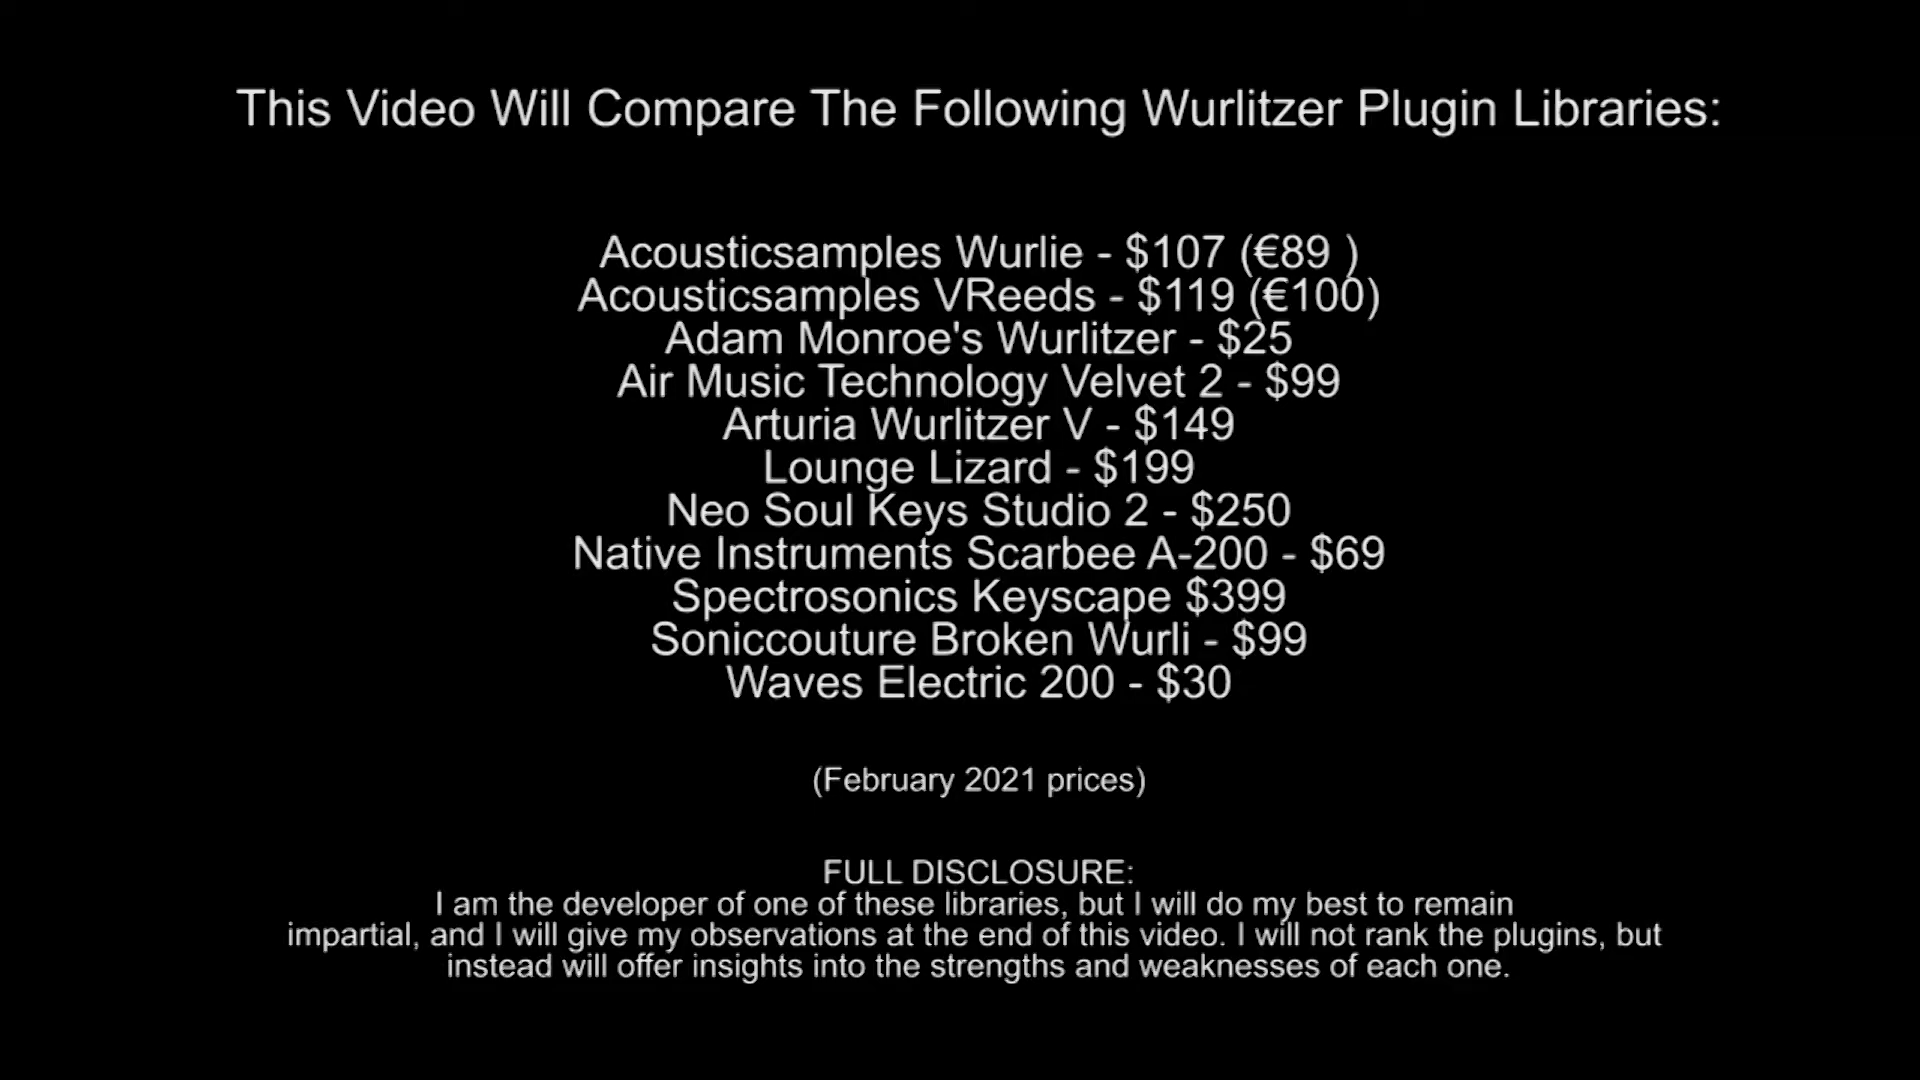 This Video Will Compare The Following Wurlitzer Plugin Libraries:
Acousticsamples Wurlie - $107 (€89 )
Acousticsamples VReeds - $119 (€100)
Adam Monroe's Wurlitzer - $25
Air Music Technology Velvet 2 - $99
Arturia Wurlitzer V - $149
Lounge Lizard - $199
Neo Soul Keys Studio 2 - $250
Native Instruments Scarbee A-200 - $69
Spectrosonics Keyscape $399
Soniccouture Broken Wurli - $99
Waves Electric 200 - $30
(February 2021 prices)
FULL DISCLOSURE:
I am the developer of one of these libraries, but I will do my best to remain
impartial, and I will give my observations at the end of this video. I will not rank the plugins, but
instead will offer insights into the strengths and weaknesses of each one.